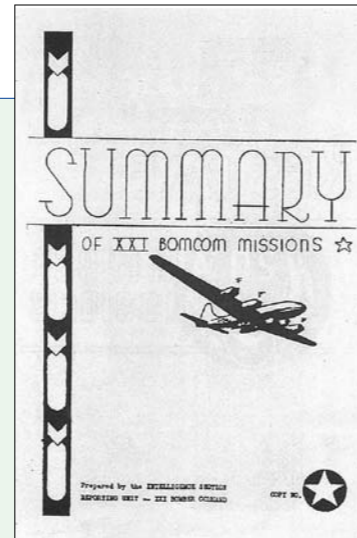 SUMMARY
OF XXI BOMCOM MISSIONS
Prepared by the INTELLIGENCE SECTION
REPORTING UNIT — XXI BOMBER COMMAND
COPY NO.